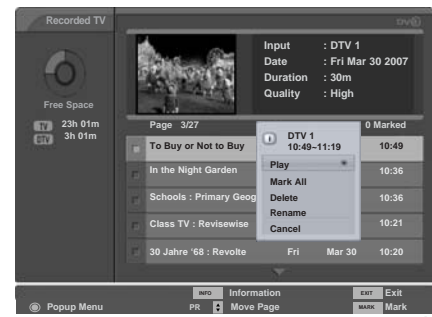 Recorded TV
Free Space
TV 23h 01m
DTV 3h 01m
Input : DTV 1
Date : Fri Mar 30 2007
Duration : 30m
Quality : High
Page 3/27
0 Marked
To Buy or Not to Buy 10:49
In the Night Garden 10:36
Schools : Primary Geog 10:36
Class TV : Revisewise 10:21
30 Jahre ‘68 : Revolte Fri Mar 30 10:20
DTV 1
10:49~11:19
Play
Mark All
Delete
Rename
Cancel
INFO Information
EXIT Exit
Popup Menu
PR Move Page
MARK Mark